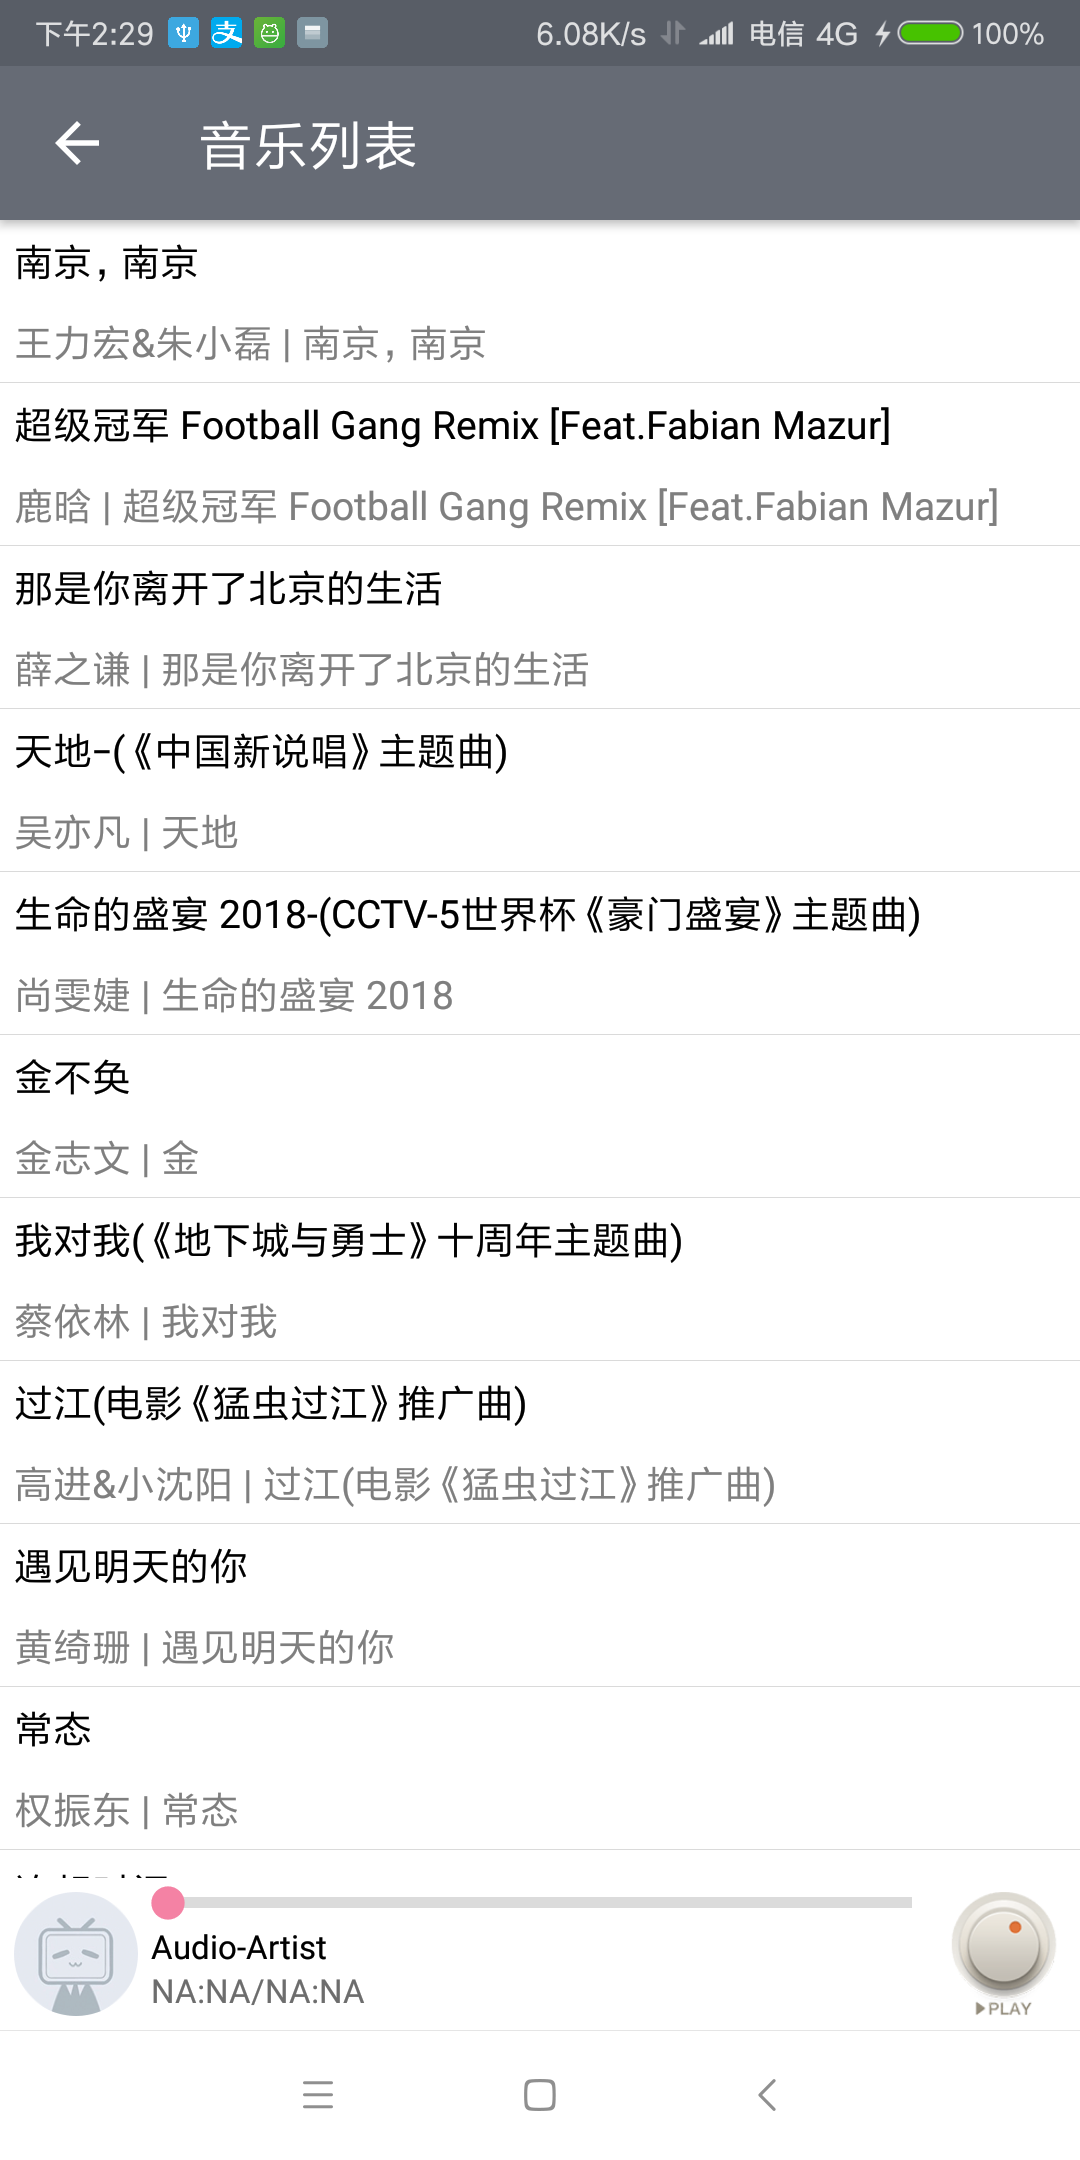 下午2:29 6.08K/s 电信 4G 100%
音乐列表
南京，南京
王力宏&朱小磊 | 南京，南京
超级冠军 Football Gang Remix [Feat.Fabian Mazur]
鹿晗 | 超级冠军 Football Gang Remix [Feat.Fabian Mazur]
那是你离开了北京的生活
薛之谦 | 那是你离开了北京的生活
天地-(《中国新说唱》主题曲)
吴亦凡 | 天地
生命的盛宴 2018-(CCTV-5世界杯《豪门盛宴》主题曲)
尚雯婕 | 生命的盛宴 2018
金不奂
金志文 | 金
我对我(《地下城与勇士》十周年主题曲)
蔡依林 | 我对我
过江(电影《猛虫过江》推广曲)
高进&小沈阳 | 过江(电影《猛虫过江》推广曲)
遇见明天的你
黄绮珊 | 遇见明天的你
常态
权振东 | 常态
Audio-Artist
NA:NA/NA:NA
PLAY